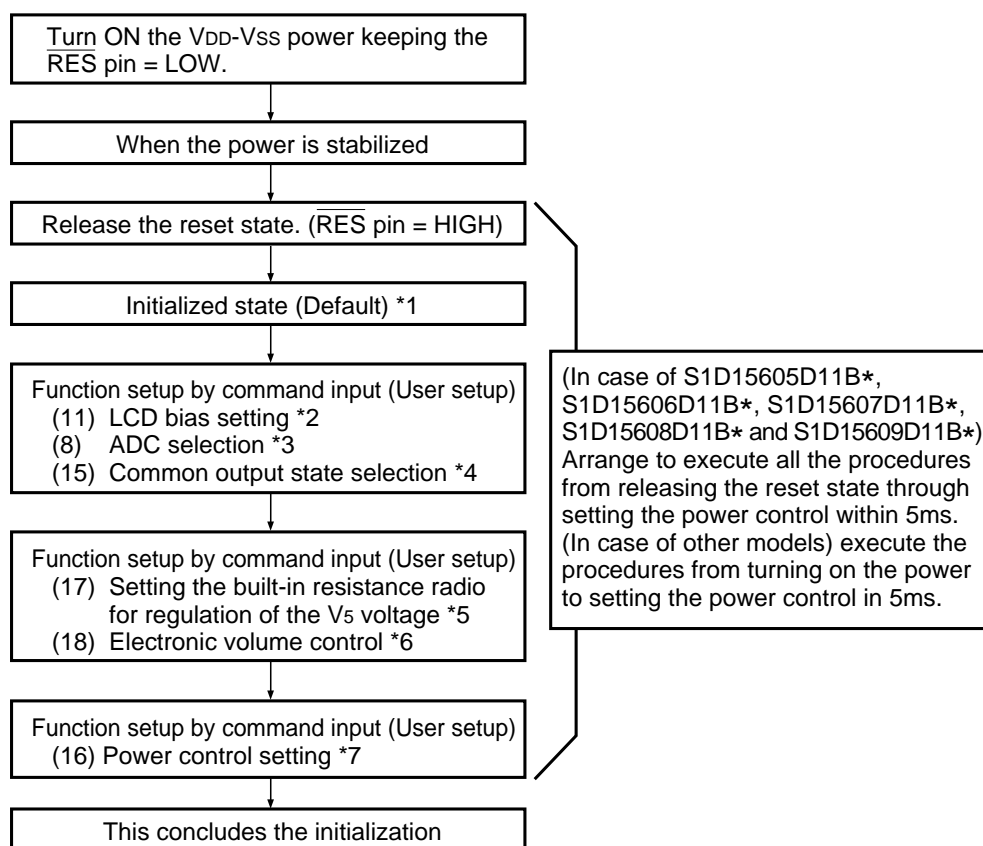 Turn ON the VDD-VSS power keeping the
RES pin = LOW.
When the power is stabilized
Release the reset state. (RES pin = HIGH)
Initialized state (Default) *1
Function setup by command input (User setup)
(11) LCD bias setting *2
(8) ADC selection *3
(15) Common output state selection *4
Function setup by command input (User setup)
(17) Setting the built-in resistance radio
for regulation of the V5 voltage *5
(18) Electronic volume control *6
Function setup by command input (User setup)
(16) Power control setting *7
This concludes the initialization
(In case of S1D15605D11B*,
S1D15606D11B*, S1D15607D11B*,
S1D15608D11B* and S1D15609D11B*)
Arrange to execute all the procedures
from releasing the reset state through
setting the power control within 5ms.
(In case of other models) execute the
procedures from turning on the power
to setting the power control in 5ms.